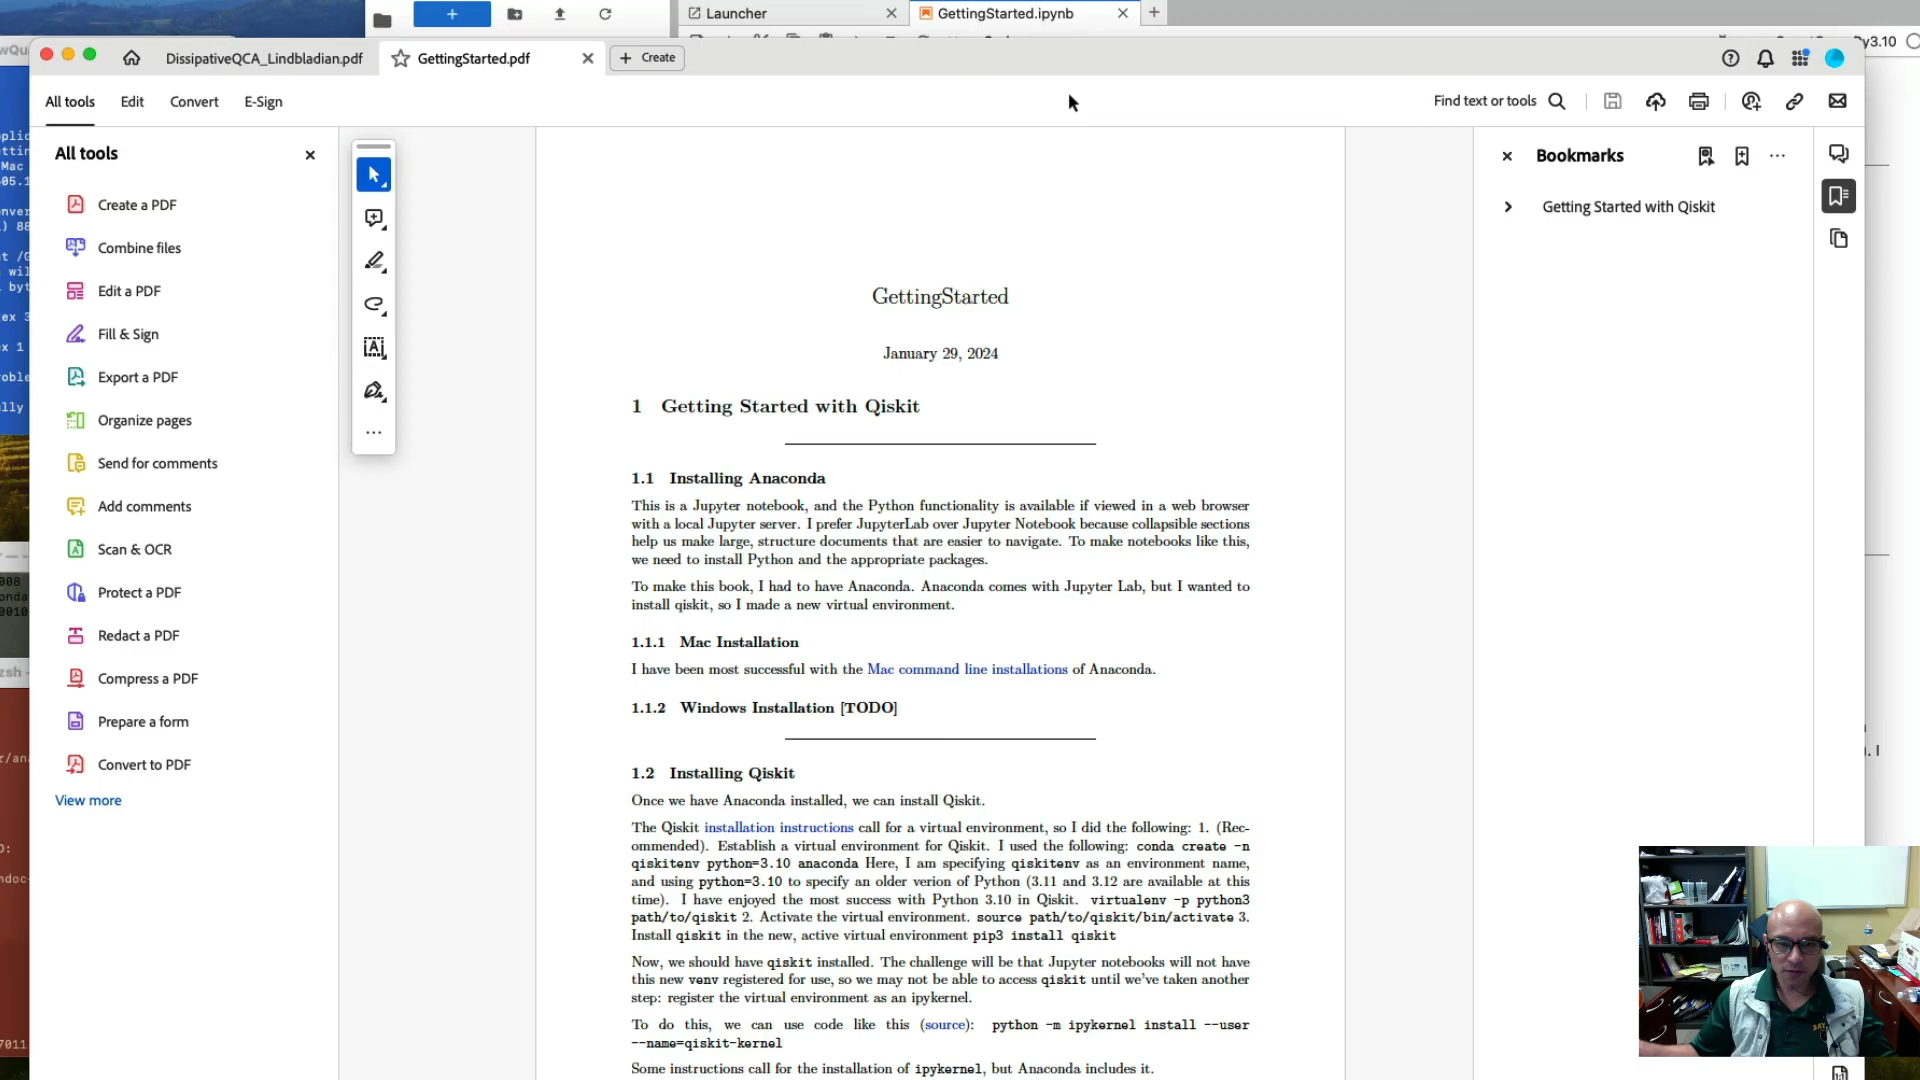 Launcher
GettingStarted.ipynb
Py3.10
DissipativeQCA_Lindbladian.pdf
GettingStarted.pdf
Create
All tools
Edit
Convert
E-Sign
Find text or tools
All tools
Create a PDF
Combine files
Edit a PDF
Fill & Sign
Export a PDF
Organize pages
Send for comments
Add comments
Scan & OCR
Protect a PDF
Redact a PDF
Compress a PDF
Prepare a form
Convert to PDF
View more
GettingStarted
January 29, 2024
1 Getting Started with Qiskit
1.1 Installing Anaconda
This is a Jupyter notebook, and the Python functionality is available if viewed in a web browser
with a local Jupyter server. I prefer JupyterLab over Jupyter Notebook because collapsible sections
help us make large, structure documents that are easier to navigate. To make notebooks like this,
we need to install Python and the appropriate packages.
To make this book, I had to have Anaconda. Anaconda comes with Jupyter Lab, but I wanted to
install qiskit, so I made a new virtual environment.
1.1.1 Mac Installation
I have been most successful with the Mac command line installations of Anaconda.
1.1.2 Windows Installation [TODO]
1.2 Installing Qiskit
Once we have Anaconda installed, we can install Qiskit.
The Qiskit installation instructions call for a virtual environment, so I did the following: 1. (Rec-
ommended). Establish a virtual environment for Qiskit. I used the following: conda create -n
qiskitenv python=3.10 anaconda Here, I am specifying qiskitenv as an environment name,
and using python=3.10 to specify an older verion of Python (3.11 and 3.12 are available at this
time). I have enjoyed the most success with Python 3.10 in Qiskit. virtualenv -p python3
path/to/qiskit 2. Activate the virtual environment. source path/to/qiskit/bin/activate 3.
Install qiskit in the new, active virtual environment pip3 install qiskit
Now, we should have qiskit installed. The challenge will be that Jupyter notebooks will not have
this new venv registered for use, so we may not be able to access qiskit until we've taken another
step: register the virtual environment as an ipykernel.
To do this, we can use code like this (source): python -m ipykernel install --user
--name=qiskit-kernel
Some instructions call for the installation of ipykernel, but Anaconda includes it.
Bookmarks
Getting Started with Qiskit